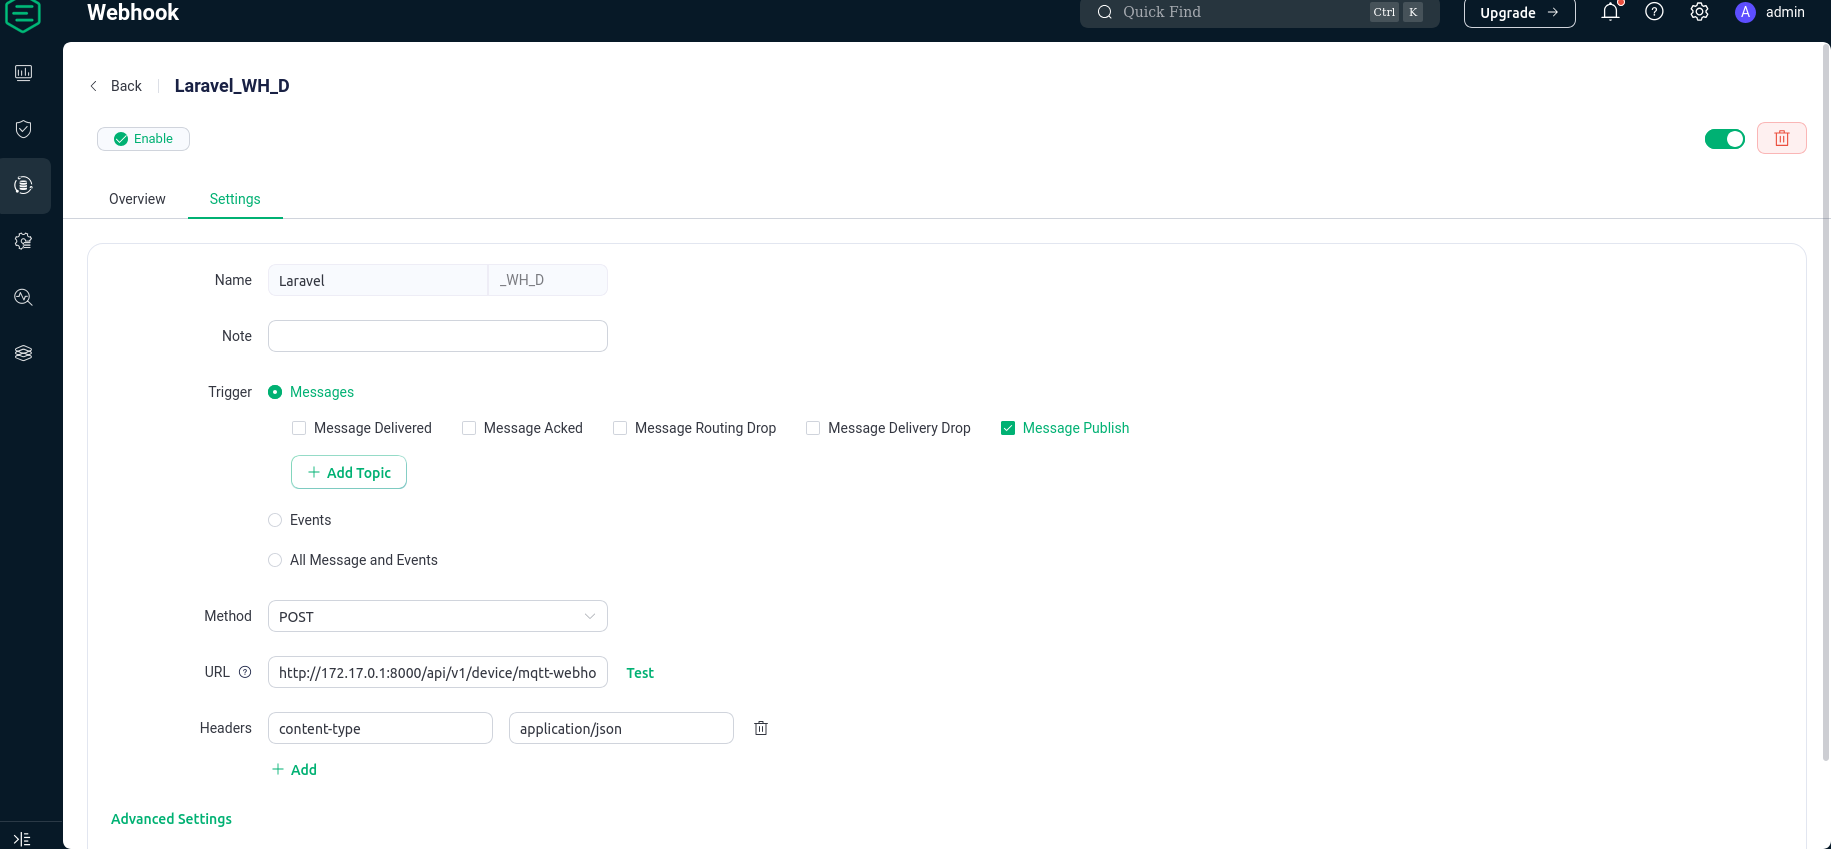 Webhook
Quick Find
Ctrl K
Upgrade →
A admin
Back
Laravel_WH_D
Enable
Overview
Settings
Name Laravel _WH_D
Note
Trigger Messages
Message Delivered Message Acked Message Routing Drop Message Delivery Drop Message Publish
+ Add Topic
Events
All Message and Events
Method POST
URL http://172.17.0.1:8000/api/v1/device/mqtt-webho Test
Headers content-type application/json
+ Add
Advanced Settings